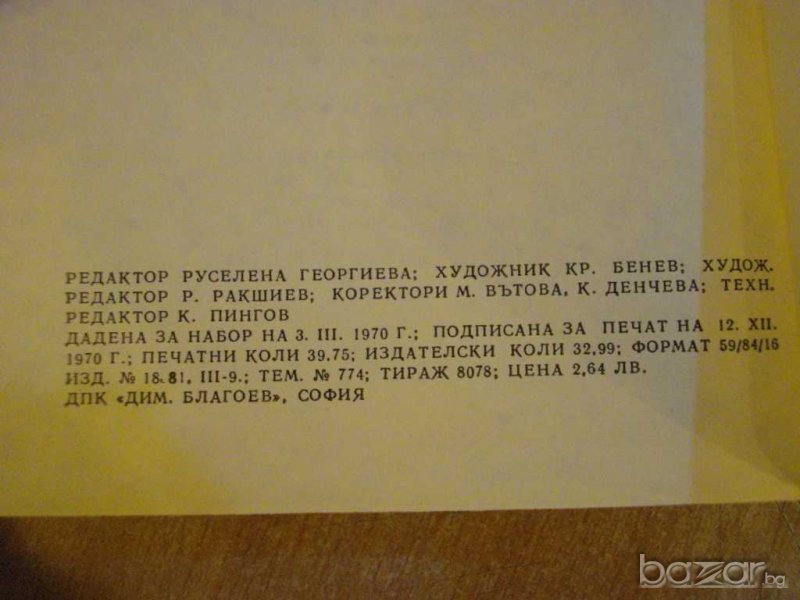 РЕДАКТОР РУСЕЛЕНА ГЕОРГИЕВА; ХУДОЖНИК КР. БЕНЕВ; ХУДОЖ.
РЕДАКТОР Р. РАКШИЕВ; КОРЕКТОРИ М. ВЪТОВА, К. ДЕНЧЕВА; ТЕХН.
РЕДАКТОР К. ПИНГОВ
ДАДЕНА ЗА НАБОР НА 3. III. 1970 Г.; ПОДПИСАНА ЗА ПЕЧАТ НА 12. XII.
1970 Г.; ПЕЧАТНИ КОЛИ 39.75; ИЗДАТЕЛСКИ КОЛИ 32,99; ФОРМАТ 59/84/16
ИЗД. № 1881, III-9.; ТЕМ. № 774; ТИРАЖ 8078; ЦЕНА 2,64 ЛВ.
ДПК «ДИМ. БЛАГОЕВ», СОФИЯ
bazar.bg